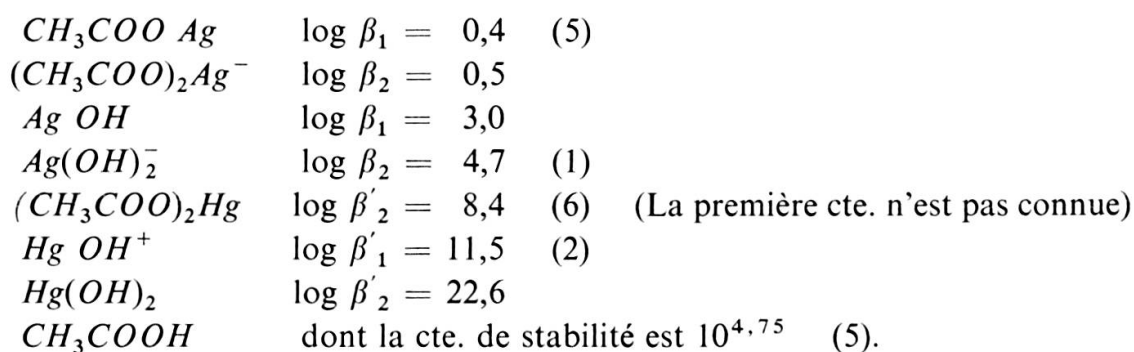 CH₃COO Ag log β₁ = 0,4 (5)
(CH₃COO)₂Ag⁻ log β₂ = 0,5
Ag OH log β₁ = 3,0
Ag(OH)₂⁻ log β₂ = 4,7 (1)
(CH₃COO)₂Hg log β′₂ = 8,4 (6) (La première cte. n'est pas connue)
Hg OH⁺ log β′₁ = 11,5 (2)
Hg(OH)₂ log β′₂ = 22,6
CH₃COOH dont la cte. de stabilité est 10⁴,⁷⁵ (5).